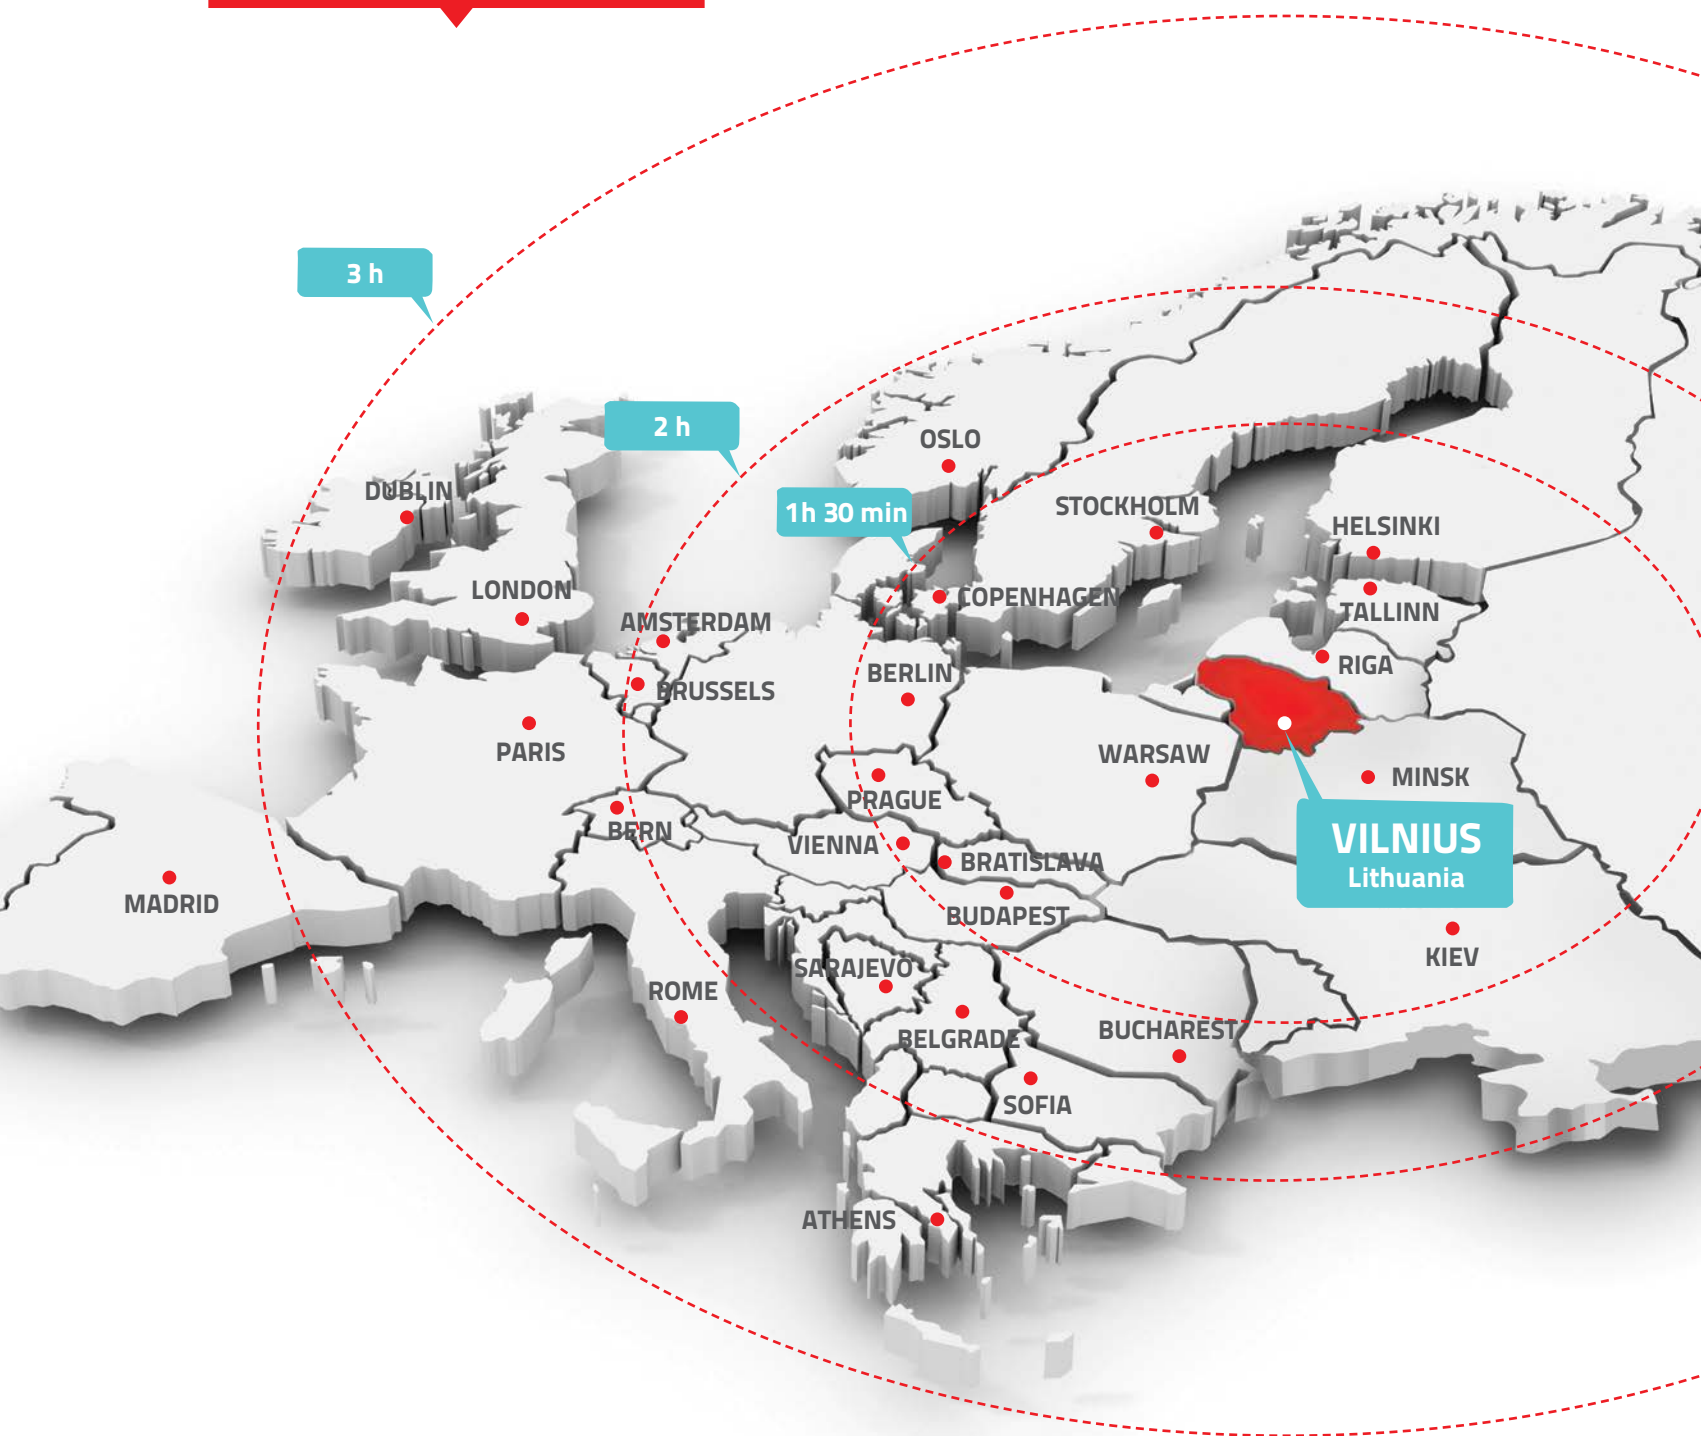 3 h
2 h
OSLO
DUBLIN
1h 30 min
STOCKHOLM
HELSINKI
LONDON
COPENHAGEN
TALLINN
AMSTERDAM
RIGA
BERLIN
BRUSSELS
PARIS
WARSAW
MINSK
PRAGUE
BERN
VIENNA
VILNIUS
Lithuania
BRATISLAVA
MADRID
BUDAPEST
KIEV
SARAJEVO
ROME
BUCHAREST
BELGRADE
SOFIA
ATHENS